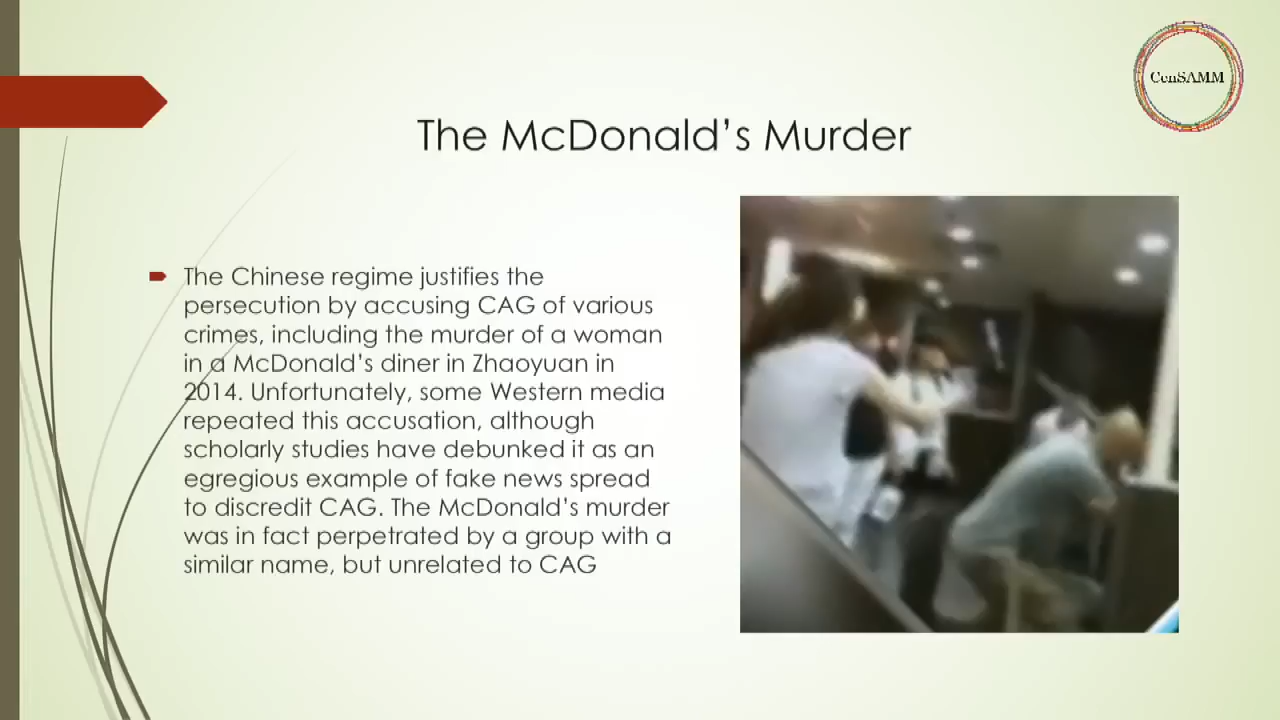 CenSAMM
The McDonald’s Murder
The Chinese regime justifies the
persecution by accusing CAG of various
crimes, including the murder of a woman
in a McDonald’s diner in Zhaoyuan in
2014. Unfortunately, some Western media
repeated this accusation, although
scholarly studies have debunked it as an
egregious example of fake news spread
to discredit CAG. The McDonald’s murder
was in fact perpetrated by a group with a
similar name, but unrelated to CAG